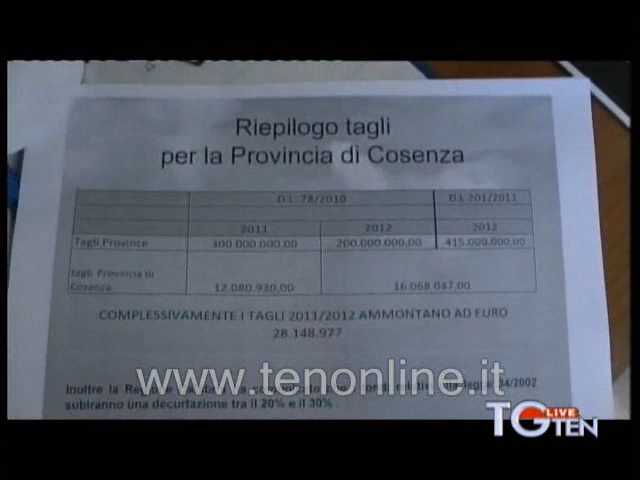 Riepilogo tagli
per la Provincia di Cosenza
D.L. 78/2010 D.L 201/2011
2011 2012 2012
Tagli Province 300.000.000,00 200.000.000,00 415.000.000,00
tagli Provincia di
Cosenza 12.080.930,00 16.068.047,00
COMPLESSIVAMENTE I TAGLI 2011/2012 AMMONTANO AD EURO
28.148.977
www.tenonline.it
Inoltre la
subiranno una decurtazione tra il 20% e il 30% .
LIVE
TG TEN